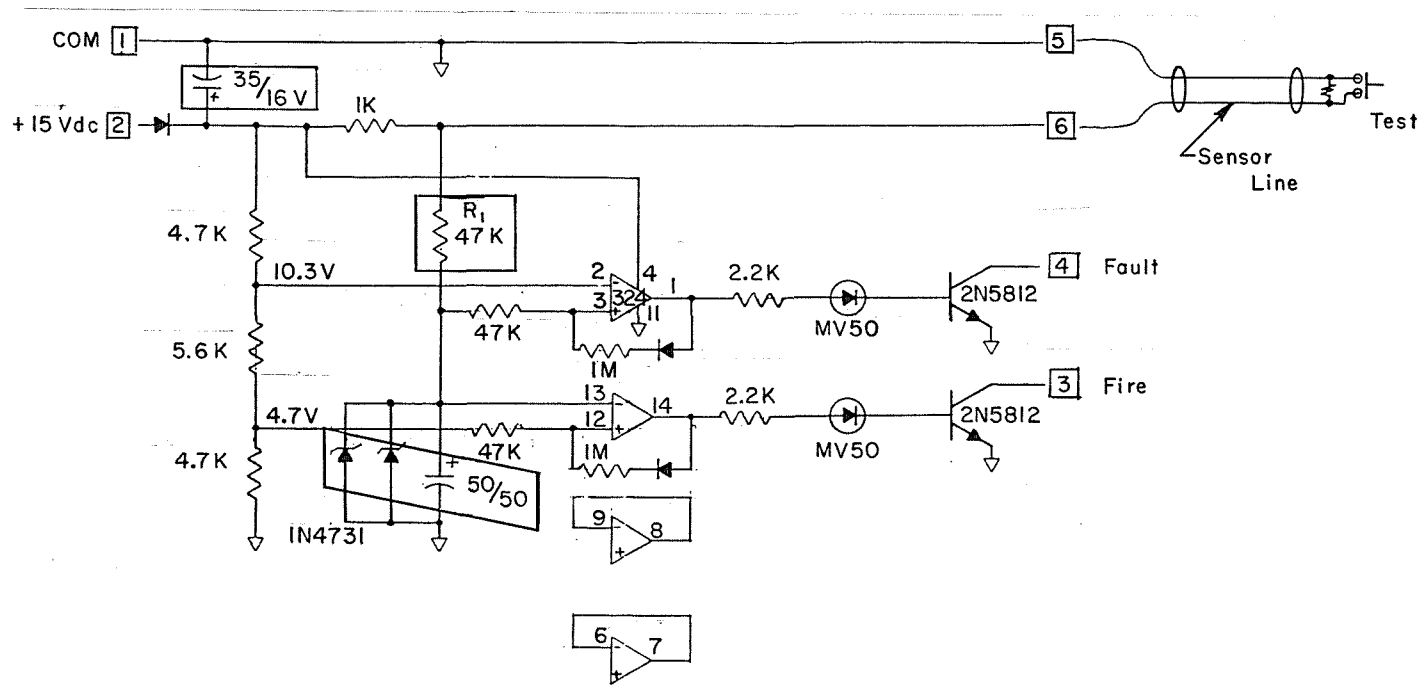 COM 1
5
35/16 V
+15 Vdc 2
1K
6
Test
Sensor Line
R1
47K
4.7K
10.3V
2
4
1
2.2K
4
Fault
324
3
11
2N5812
47K
MV50
5.6K
1M
13
14
2.2K
3
Fire
4.7V
12
2N5812
47K
1M
MV50
4.7K
+
50/50
1N4731
9
8
+
6
7
+